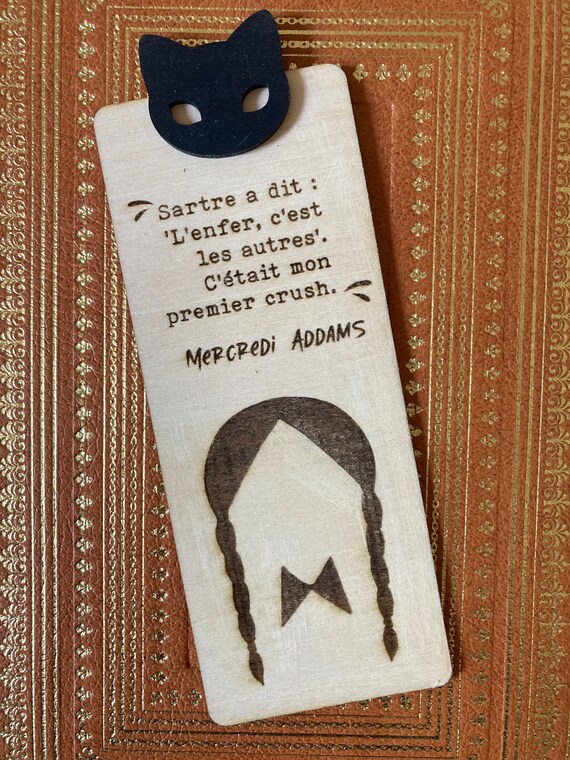 Sartre a dit :
'L'enfer, c'est
les autres'.
C'était mon
premier crush.
Mercredi Addams